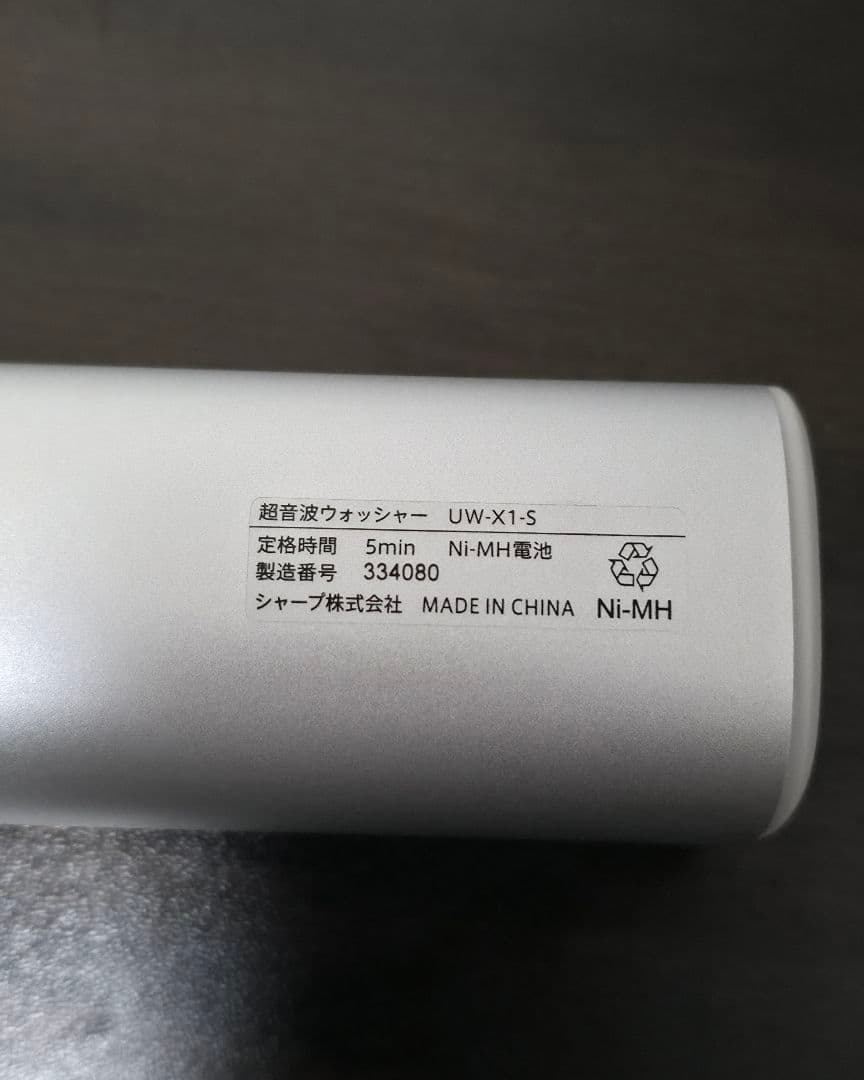 超音波ウォッシャー UW-X1-S
定格時間 5min Ni-MH電池
製造番号 334080
シャープ株式会社 MADE IN CHINA Ni-MH